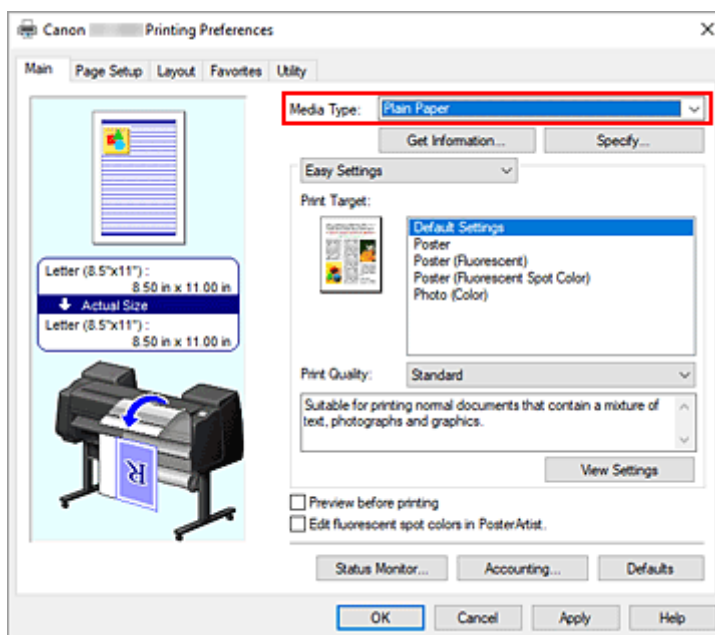 Canon Printing Preferences
Main Page Setup Layout Favorites Utility
Media Type: Plain Paper
Get Information... Specify...
Easy Settings
Print Target:
Default Settings
Poster
Poster (Fluorescent)
Poster (Fluorescent Spot Color)
Photo (Color)
Letter (8.5"x11") :
8.50 in x 11.00 in
Actual Size
Letter (8.5"x11") :
8.50 in x 11.00 in
R
Print Quality: Standard
Suitable for printing normal documents that contain a mixture of
text, photographs and graphics.
View Settings
Preview before printing
Edit fluorescent spot colors in PosterArtist.
Status Monitor... Accounting... Defaults
OK Cancel Apply Help